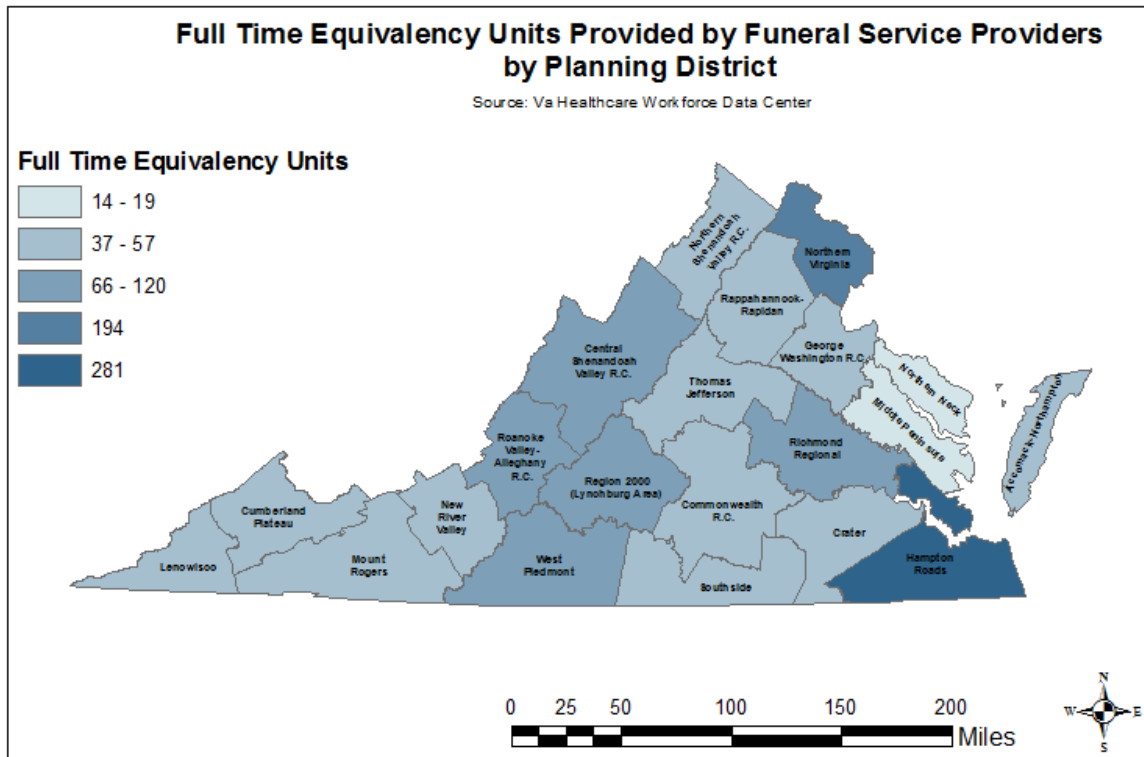 Full Time Equivalency Units Provided by Funeral Service Providers
by Planning District
Source: Va Healthcare Workforce Data Center
Full Time Equivalency Units
14 - 19
37 - 57
66 - 120
194
281
Northern
Shenandoah
Valley R.C.
Northern
Virginia
Rappahannock-
Rapidan
Central
Shenandoah
Valley R.C.
George
Washington R.C.
Northern Neck
Thomas
Jefferson
Middle Peninsula
Accomack-Northampton
Roanoke
Valley-
Alleghany
R.C.
Richmond
Regional
Region 2000
(Lynchburg Area)
Commonwealth
R.C.
Cumberland
Plateau
New
River
Valley
Crater
Lenowisco
Mount
Rogers
West
Piedmont
Hampton
Roads
Southside
0 25 50 100 150 200
Miles
N
W E
S